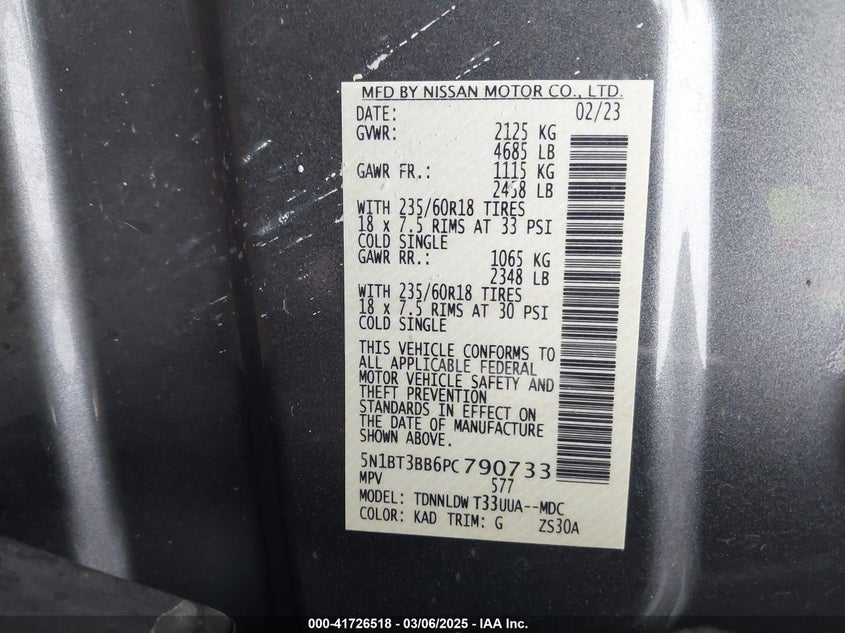 MFD BY NISSAN MOTOR CO., LTD.
DATE: 02/23
GVWR: 2125 KG
4685 LB
GAWR FR.: 1115 KG
2458 LB
WITH 235/60R18 TIRES
18 x 7.5 RIMS AT 33 PSI
COLD SINGLE
GAWR RR.: 1065 KG
2348 LB
WITH 235/60R18 TIRES
18 x 7.5 RIMS AT 30 PSI
COLD SINGLE
THIS VEHICLE CONFORMS TO
ALL APPLICABLE FEDERAL
MOTOR VEHICLE SAFETY AND
THEFT PREVENTION
STANDARDS IN EFFECT ON
THE DATE OF MANUFACTURE
SHOWN ABOVE.
5N1BT3BB6PC790733
MPV 577
MODEL: TDNNLDW T33UUA--MDC
COLOR: KAD TRIM: G ZS30A
000-41726518 - 03/06/2025 - IAA Inc.